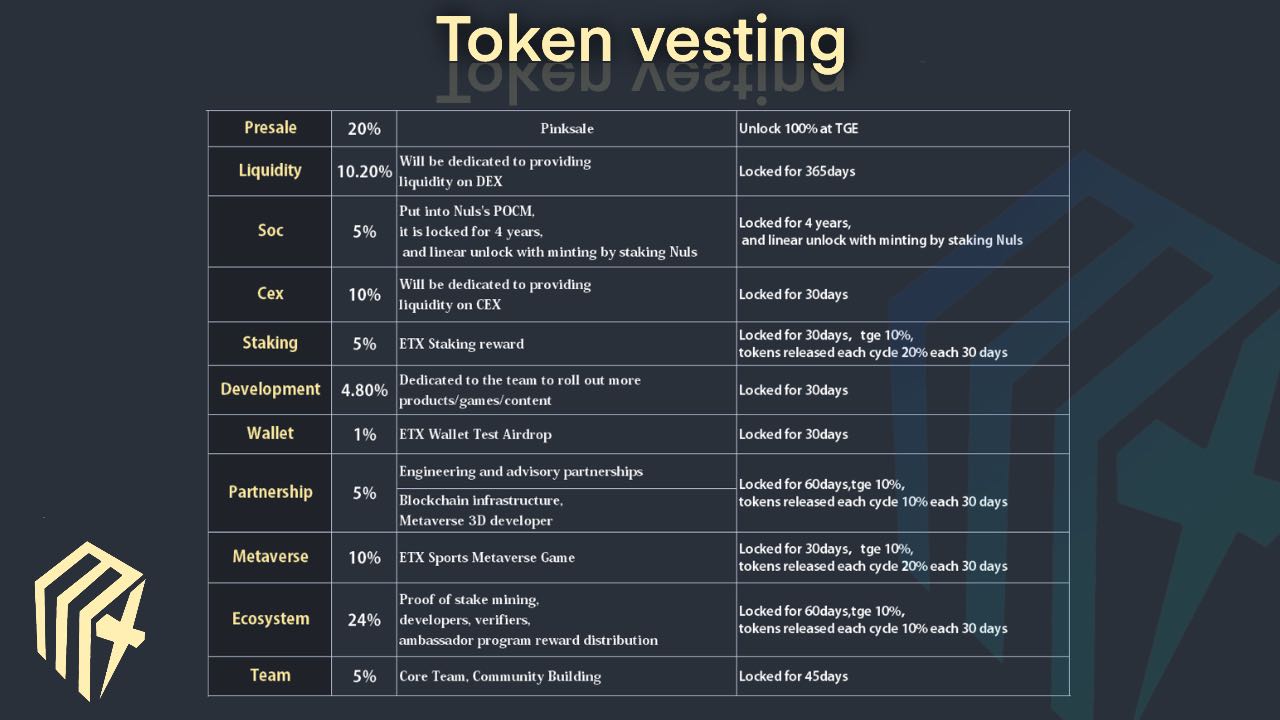 Token vesting
Presale 20% Pinksale Unlock 100% at TGE
Liquidity 10.20% Will be dedicated to providing
liquidity on DEX Locked for 365days
Soc 5% Put into Nuls's POCM,
it is locked for 4 years,
and linear unlock with minting by staking Nuls
Locked for 4 years,
and linear unlock with minting by staking Nuls
Cex 10% Will be dedicated to providing
liquidity on CEX Locked for 30days
Staking 5% ETX Staking reward Locked for 30days, tge 10%,
tokens released each cycle 20% each 30 days
Development 4.80% Dedicated to the team to roll out more
products/games/content Locked for 30days
Wallet 1% ETX Wallet Test Airdrop Locked for 30days
Partnership 5% Engineering and advisory partnerships
Blockchain infrastructure,
Metaverse 3D developer
Locked for 60days,tge 10%,
tokens released each cycle 10% each 30 days
Metaverse 10% ETX Sports Metaverse Game Locked for 30days, tge 10%,
tokens released each cycle 20% each 30 days
Ecosystem 24% Proof of stake mining,
developers, verifiers,
ambassador program reward distribution
Locked for 60days,tge 10%,
tokens released each cycle 10% each 30 days
Team 5% Core Team, Community Building Locked for 45days